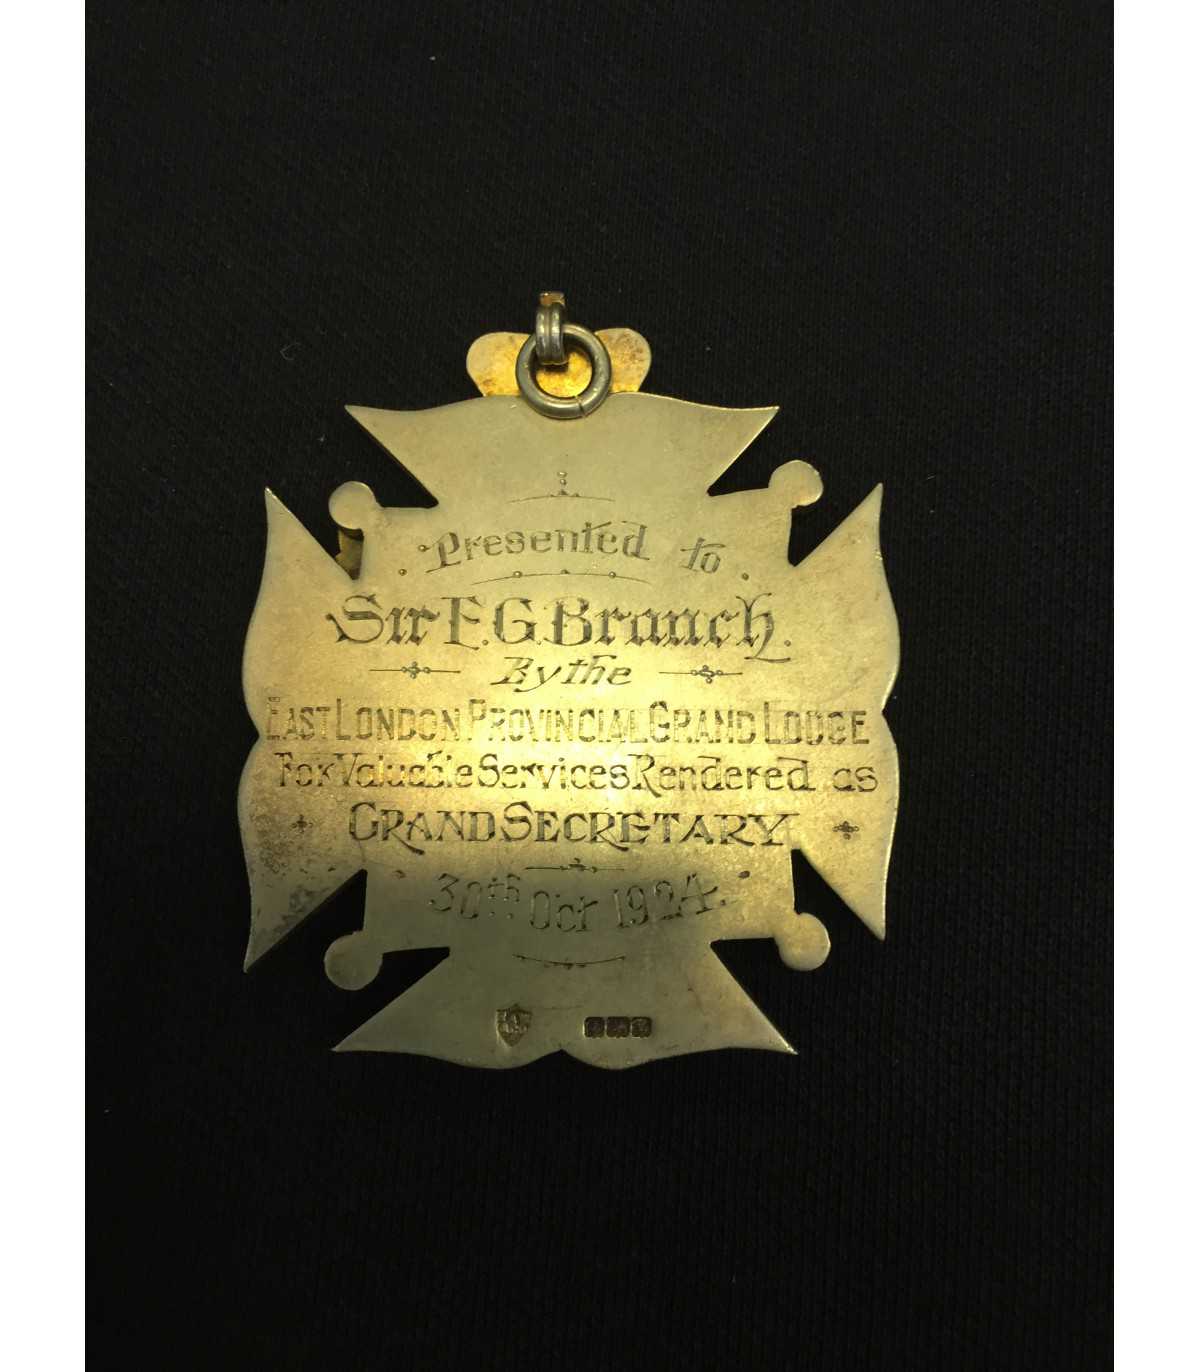 Presented to
Sir F. G. Branch.
By the
EAST LONDON PROVINCIAL GRAND LODGE
For Valuable Services Rendered as
GRAND SECRETARY
30th Oct 1924.